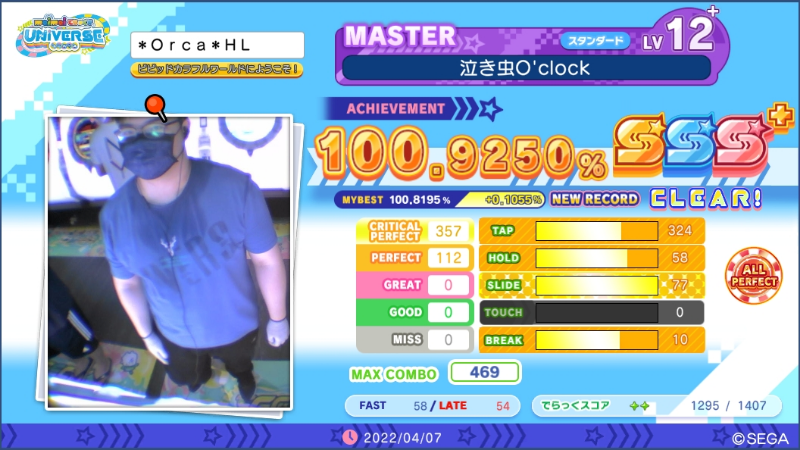 maimai でらっくす
UNiVERSE
*Orca*HL
ビビッドカラフルワールドにようこそ!
MASTER
スタンダード
LV 12+
泣き虫O'clock
ACHIEVEMENT
100.9250%
SSS+
MYBEST 100,8195%
+0.1055%
NEW RECORD
CLEAR!
CRITICAL PERFECT 357
PERFECT 112
GREAT 0
GOOD 0
MISS 0
TAP 324
HOLD 58
SLIDE 77
TOUCH 0
BREAK 10
ALL PERFECT
MAX COMBO 469
FAST 58 / LATE 54
でらっくスコア ✦✦ 1295 / 1407
2022/04/07
©SEGA